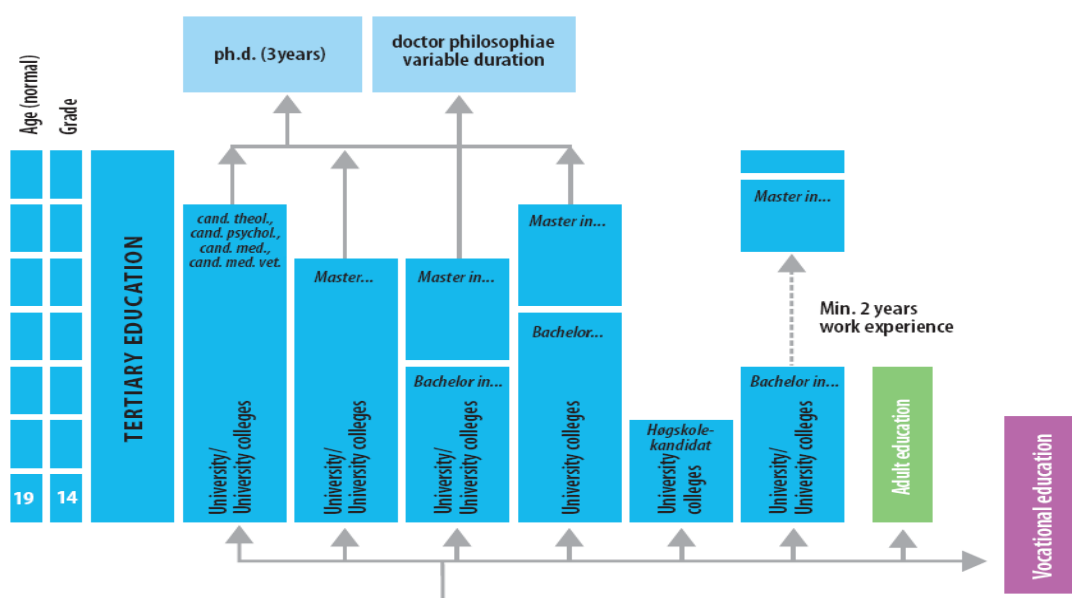 ph.d. (3years)
doctor philosophiae
variable duration
Age (normal)
Grade
TERTIARY EDUCATION
cand. theol.,
cand. psychol.,
cand. med.,
cand. med. vet.
University/
University colleges
Master...
University/
University colleges
Master in...
Bachelor in...
University/
University colleges
Master in...
Bachelor...
University colleges
Høgskole-
kandidat
University
colleges
Master in...
Min. 2 years
work experience
Bachelor in...
University/
University colleges
Adult education
Vocational education
19
14